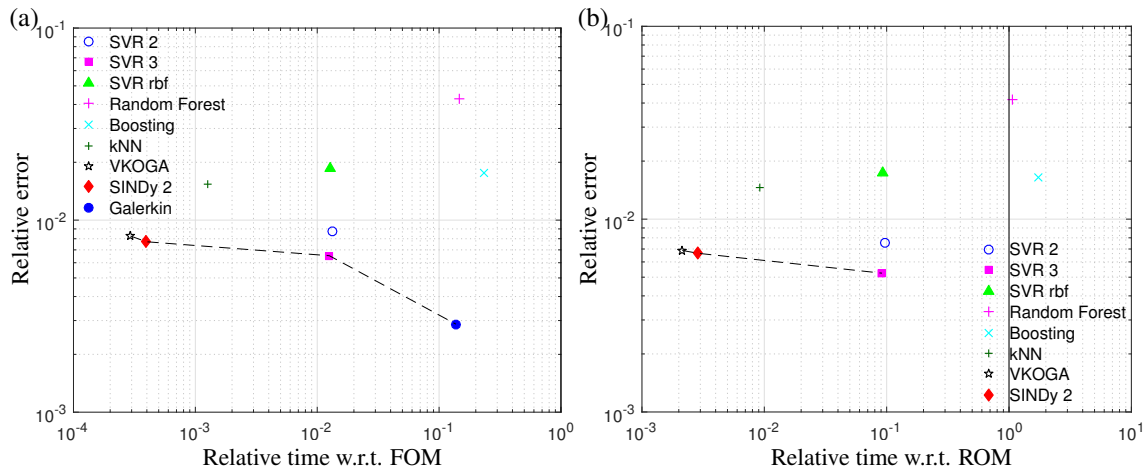 (a)
10^-1
10^-2
10^-3
Relative error
SVR 2
SVR 3
SVR rbf
Random Forest
Boosting
kNN
VKOGA
SINDy 2
Galerkin
10^-4
10^-3
10^-2
10^-1
10^0
Relative time w.r.t. FOM
(b)
10^-1
10^-2
10^-3
Relative error
SVR 2
SVR 3
SVR rbf
Random Forest
Boosting
kNN
VKOGA
SINDy 2
10^-3
10^-2
10^-1
10^0
10^1
Relative time w.r.t. ROM